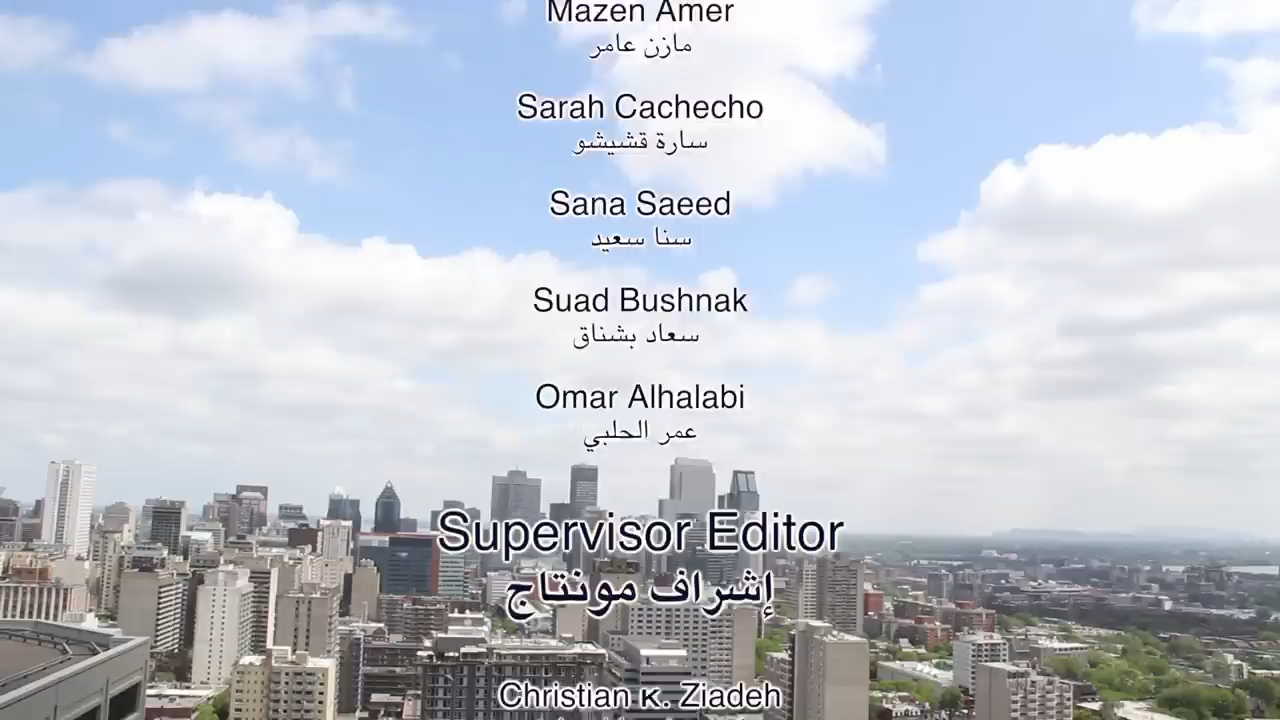 Mazen Amer
مازن عامر
Sarah Cachecho
سارة قشيشو
Sana Saeed
سنا سعيد
Suad Bushnak
سعاد بشناق
Omar Alhalabi
عمر الحلبي
Supervisor Editor
إشراف مونتاج
Christian K. Ziadeh